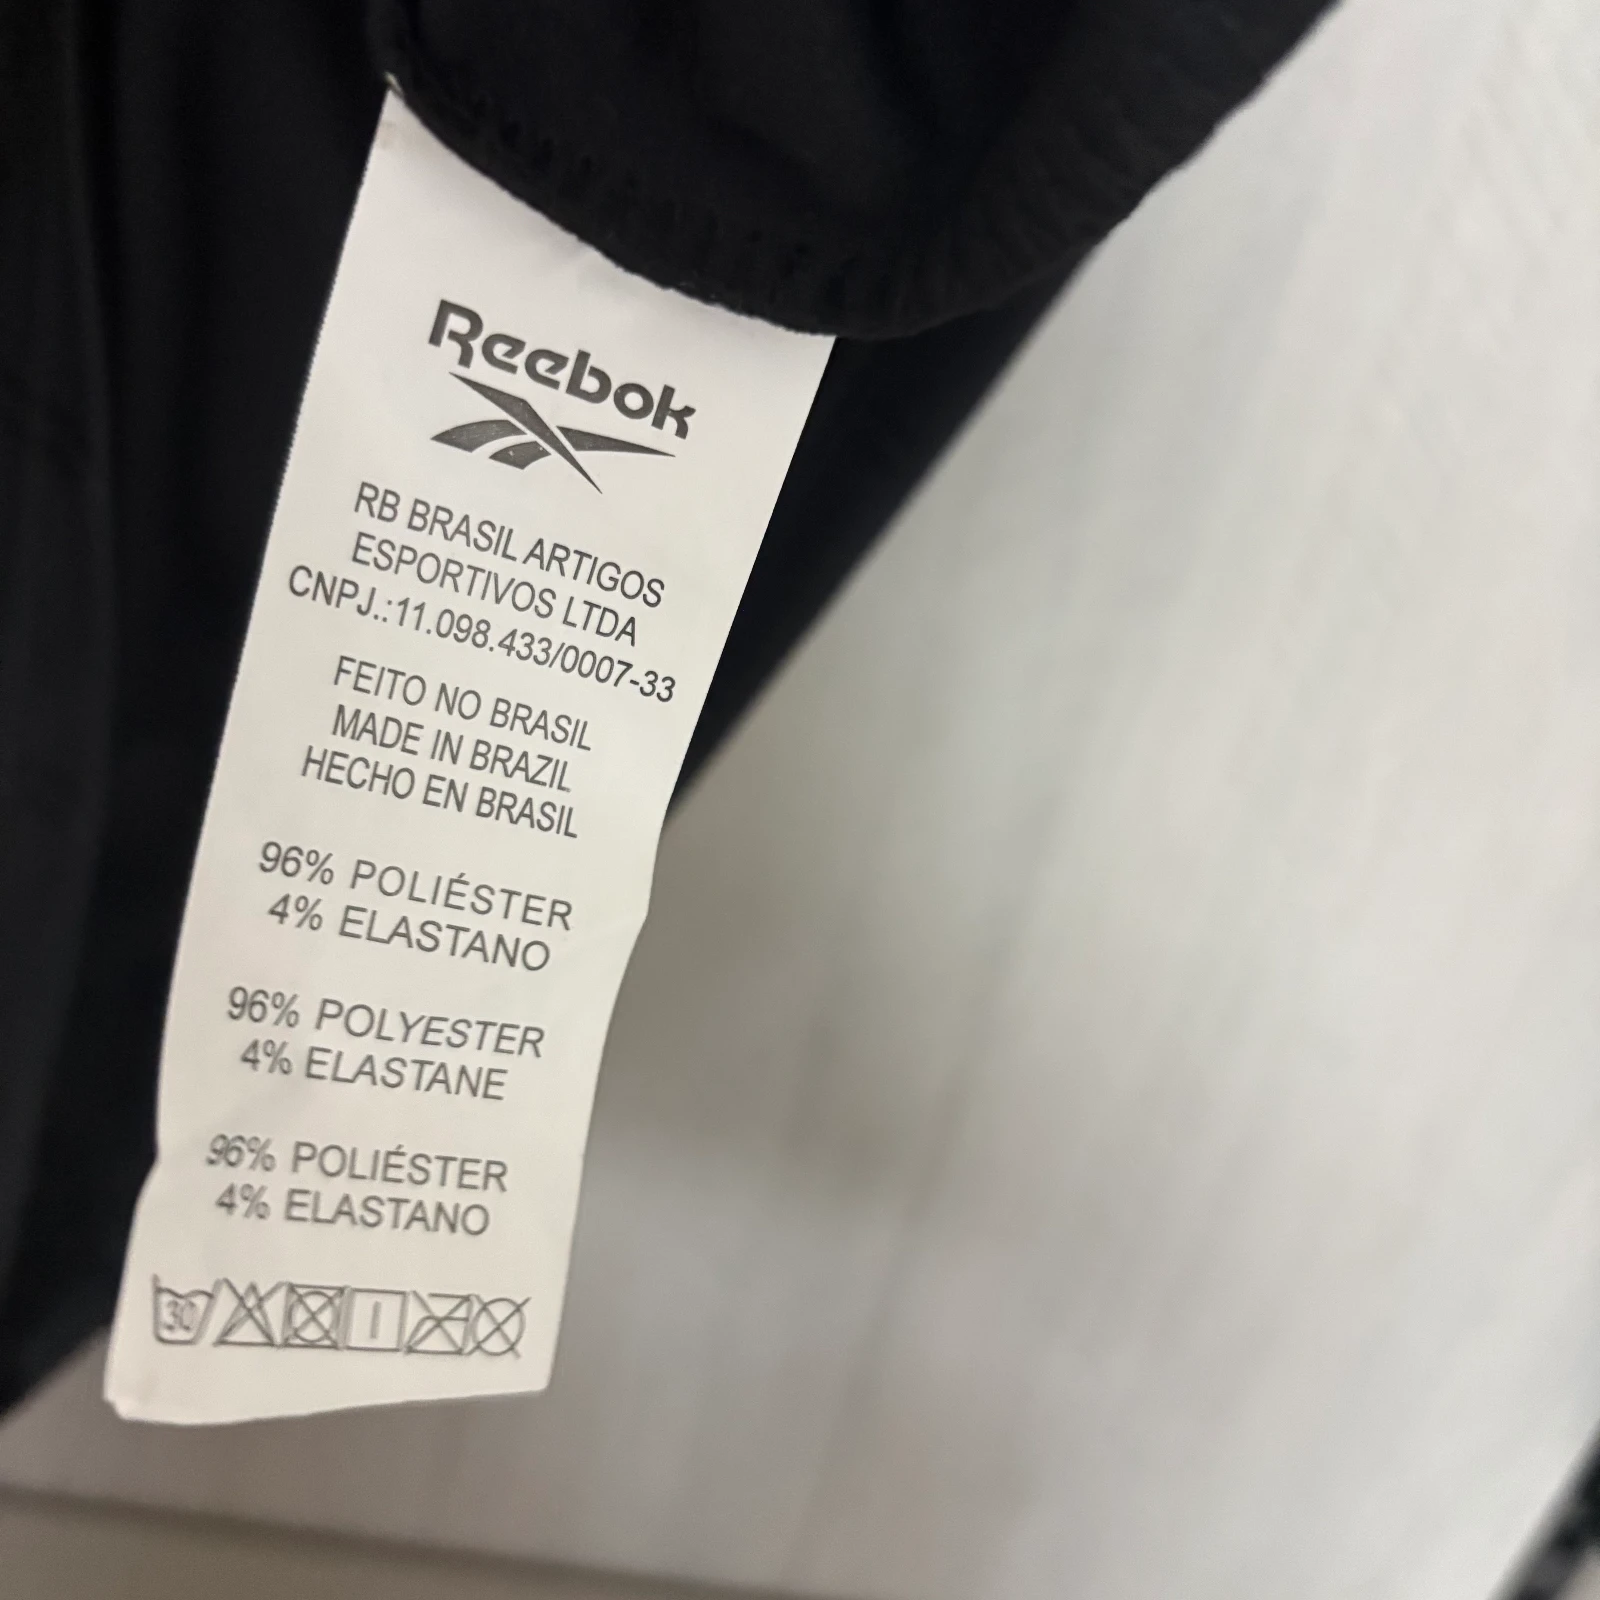 Reebok
RB BRASIL ARTIGOS
ESPORTIVOS LTDA
CNPJ.:11.098.433/0007-33
FEITO NO BRASIL
MADE IN BRAZIL
HECHO EN BRASIL
96% POLIÉSTER
4% ELASTANO
96% POLYESTER
4% ELASTANE
96% POLIÉSTER
4% ELASTANO
30